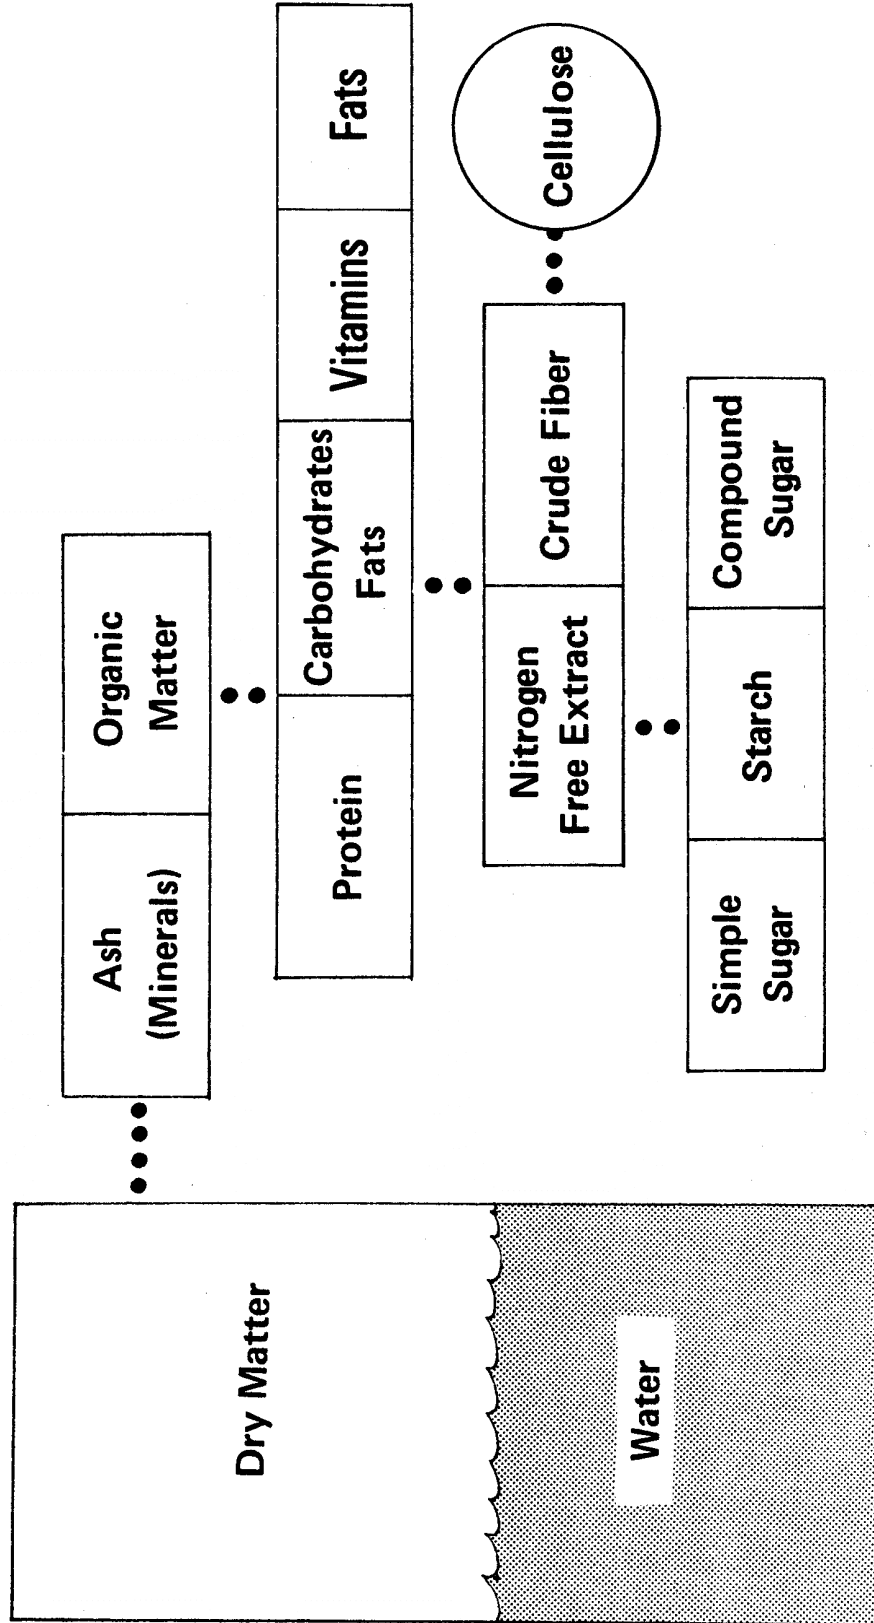 Dry Matter
Water
Ash
(Minerals)
Organic
Matter
Protein
Carbohydrates
Fats
Vitamins
Fats
Nitrogen
Free Extract
Crude Fiber
Cellulose
Simple
Sugar
Starch
Compound
Sugar